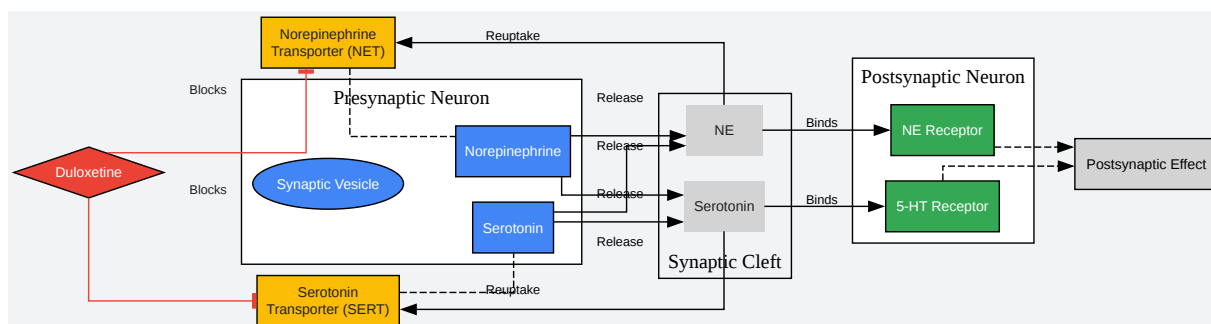 Norepinephrine
Transporter (NET)
Reuptake
Postsynaptic Neuron
Blocks
Presynaptic Neuron
Release
NE
Binds
NE Receptor
Norepinephrine
Release
Postsynaptic Effect
Duloxetine
Synaptic Vesicle
Blocks
Release
Serotonin
Binds
5-HT Receptor
Serotonin
Release
Synaptic Cleft
Serotonin
Transporter (SERT)
Reuptake